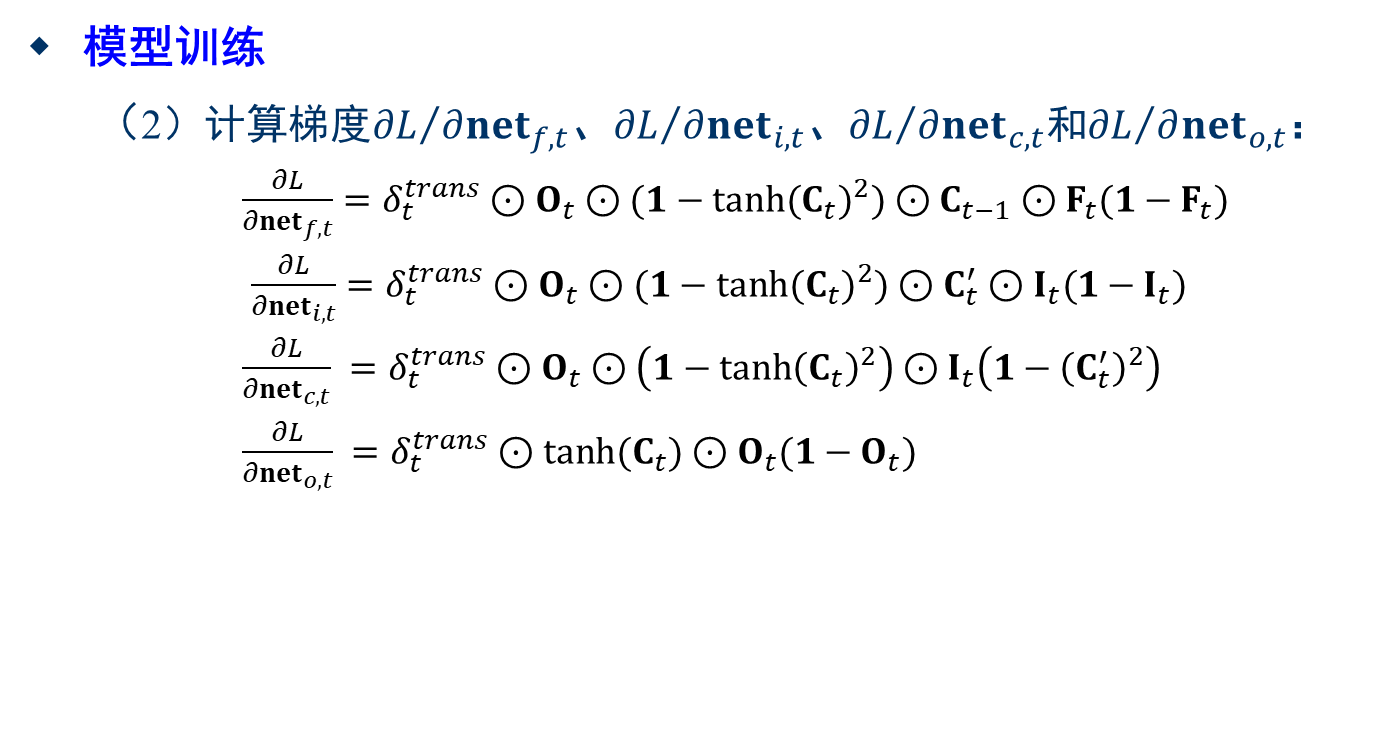 ◆ 模型训练
（2）计算梯度∂L/∂net_{f,t}、∂L/∂net_{i,t}、∂L/∂net_{c,t}和∂L/∂net_{o,t}：
∂L/∂net_{f,t} = δ_t^{trans} ⊙ O_t ⊙ (1 − tanh(C_t)^2) ⊙ C_{t−1} ⊙ F_t(1 − F_t)
∂L/∂net_{i,t} = δ_t^{trans} ⊙ O_t ⊙ (1 − tanh(C_t)^2) ⊙ C′_t ⊙ I_t(1 − I_t)
∂L/∂net_{c,t} = δ_t^{trans} ⊙ O_t ⊙ (1 − tanh(C_t)^2) ⊙ I_t(1 − (C′_t)^2)
∂L/∂net_{o,t} = δ_t^{trans} ⊙ tanh(C_t) ⊙ O_t(1 − O_t)